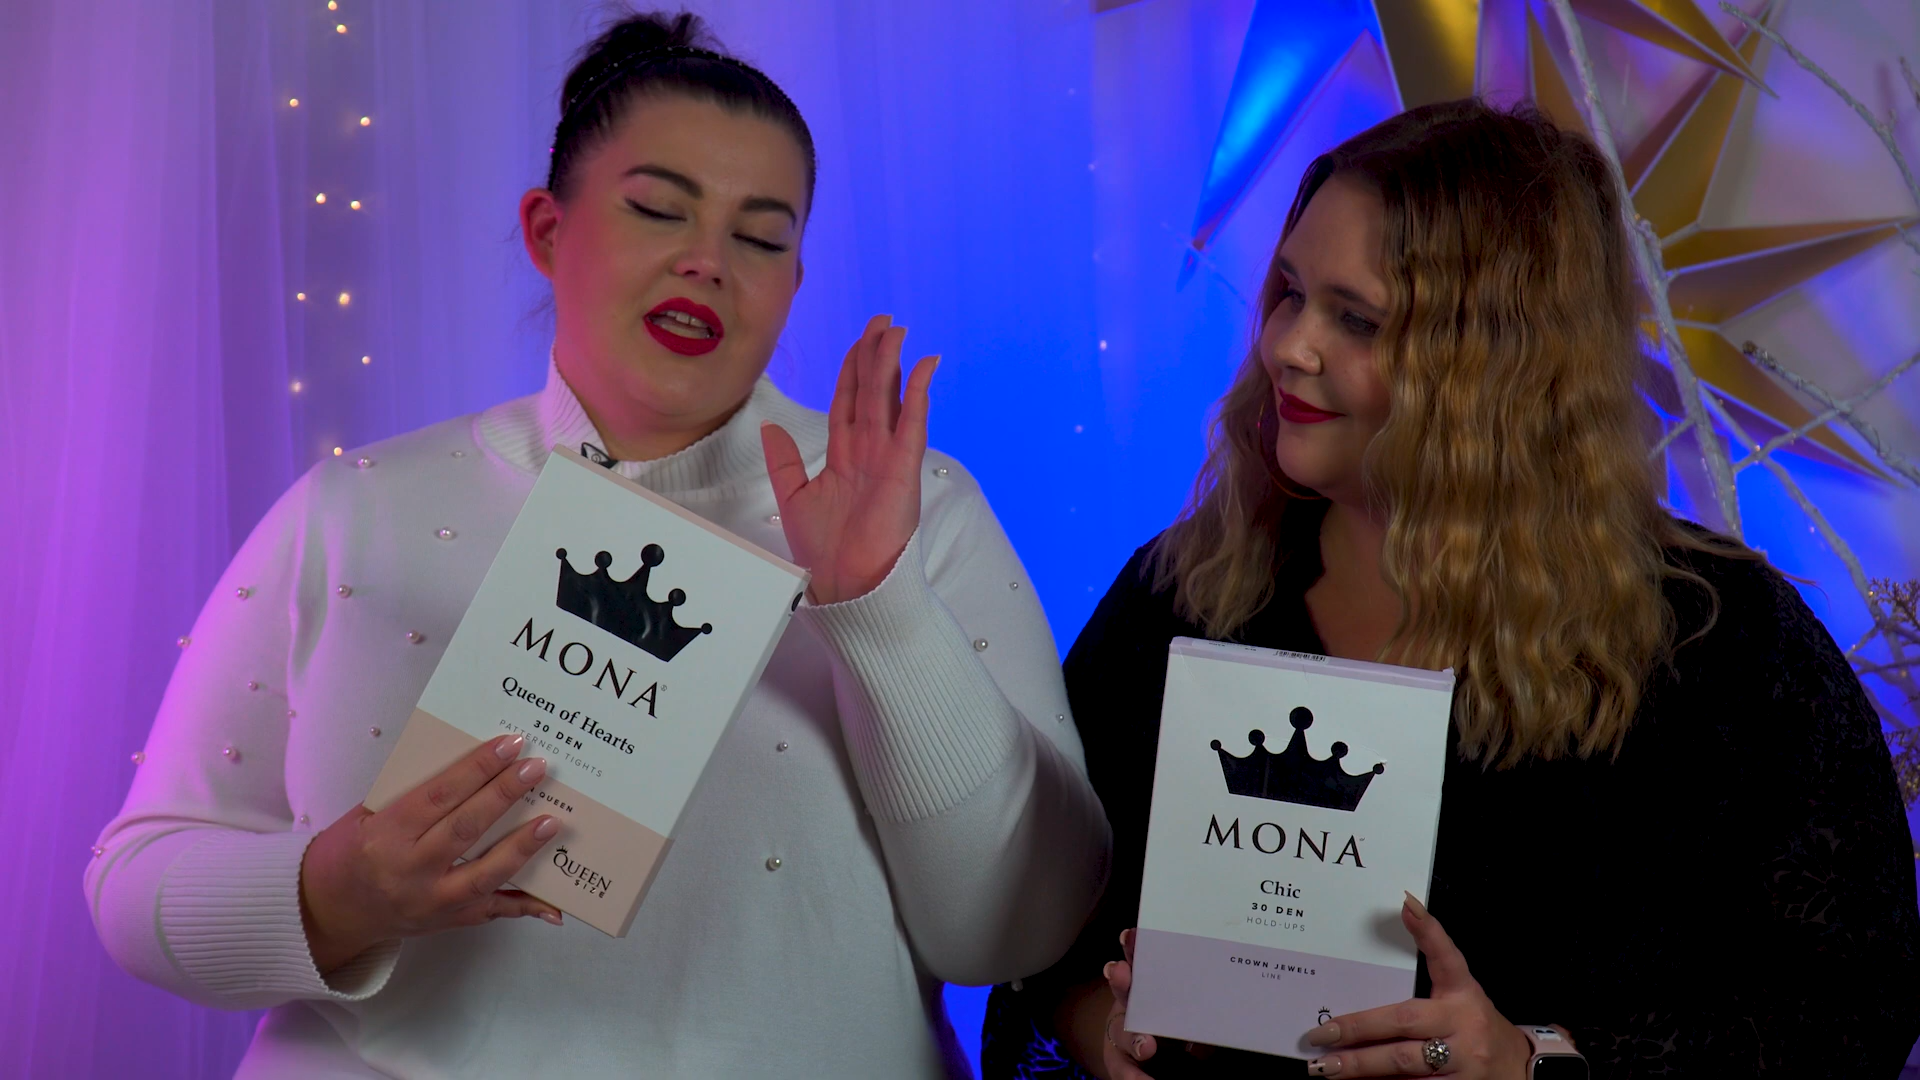 MONA
Queen of Hearts
30 DEN
PATTERNED TIGHTS
QUEEN
QUEEN
SIZE
MONA
Chic
30 DEN
HOLD-UPS
CROWN JEWELS
LINE